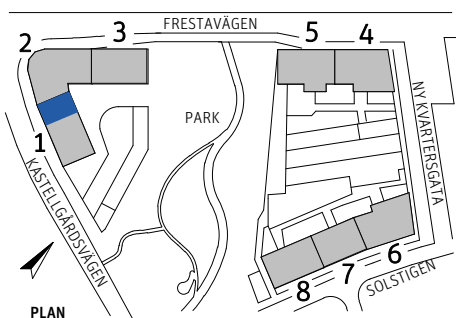 FRESTAVÄGEN
2
3
5
4
1
PARK
NY KVARTERSGATA
KASTELLGÅRDSVÄGEN
6
7
8
SOLSTIGEN
PLAN